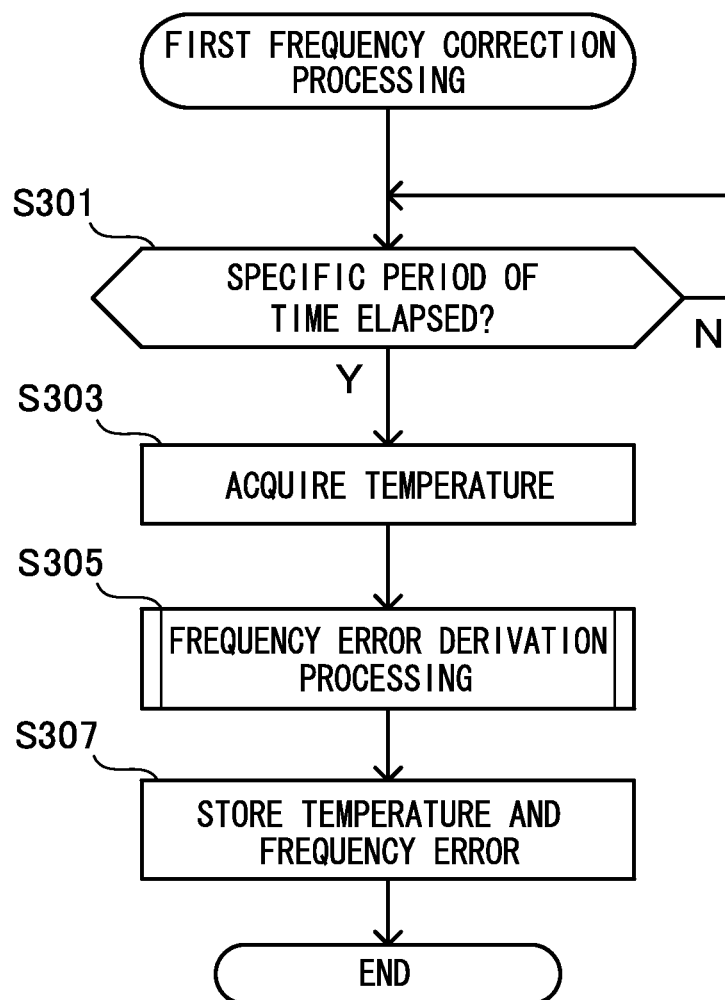 FIRST FREQUENCY CORRECTION
PROCESSING
S301
SPECIFIC PERIOD OF
TIME ELAPSED?
N
Y
S303
ACQUIRE TEMPERATURE
S305
FREQUENCY ERROR DERIVATION
PROCESSING
S307
STORE TEMPERATURE AND
FREQUENCY ERROR
END